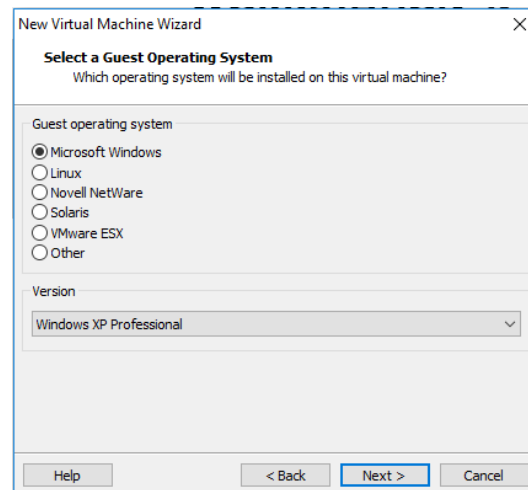 New Virtual Machine Wizard
Select a Guest Operating System
Which operating system will be installed on this virtual machine?
Guest operating system
Microsoft Windows
Linux
Novell NetWare
Solaris
VMware ESX
Other
Version
Windows XP Professional
Help < Back Next > Cancel